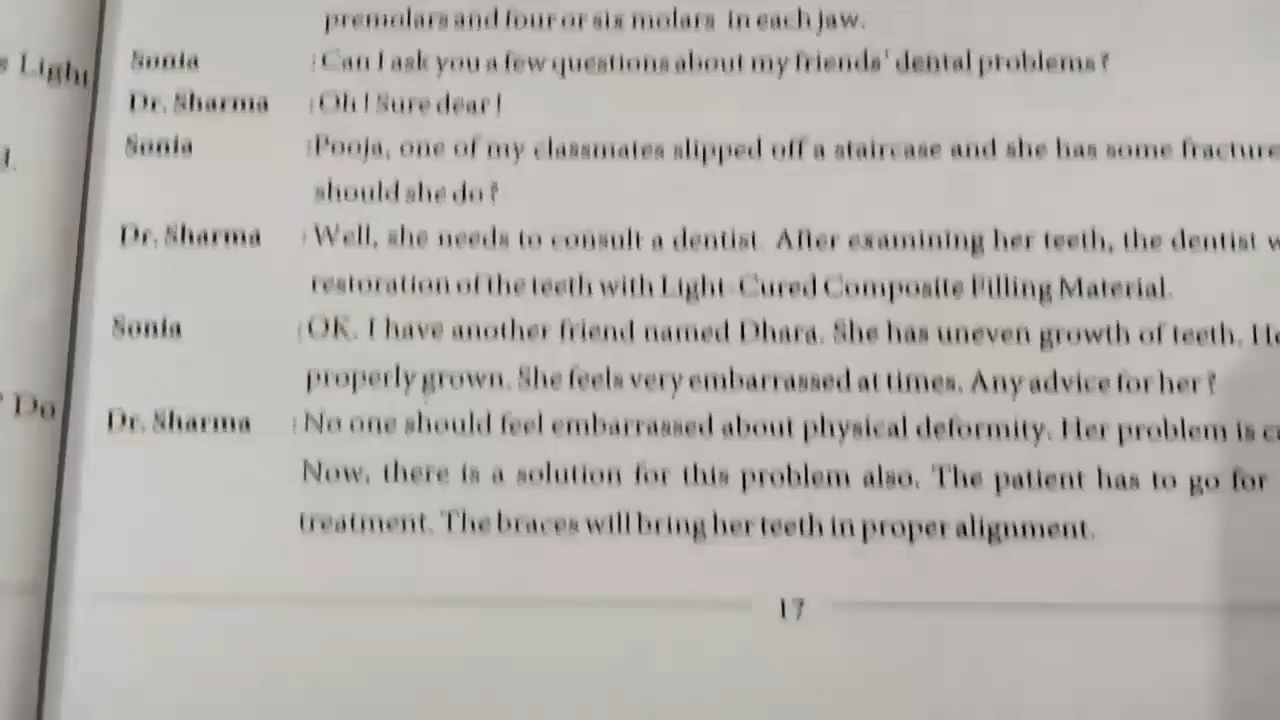 premolars and four or six molars in each jaw.
s Light
Sonia : Can I ask you a few questions about my friends' dental problems?
Dr. Sharma : Oh! Sure dear!
Sonia : Pooja, one of my classmates slipped off a staircase and she has some fracture
should she do?
Dr. Sharma : Well, she needs to consult a dentist. After examining her teeth, the dentist w
restoration of the teeth with Light-Cured Composite Filling Material.
Sonia : OK. I have another friend named Dhara. She has uneven growth of teeth. He
properly grown. She feels very embarrassed at times. Any advice for her?
Do
Dr. Sharma : No one should feel embarrassed about physical deformity. Her problem is c
Now, there is a solution for this problem also. The patient has to go for
treatment. The braces will bring her teeth in proper alignment.
17